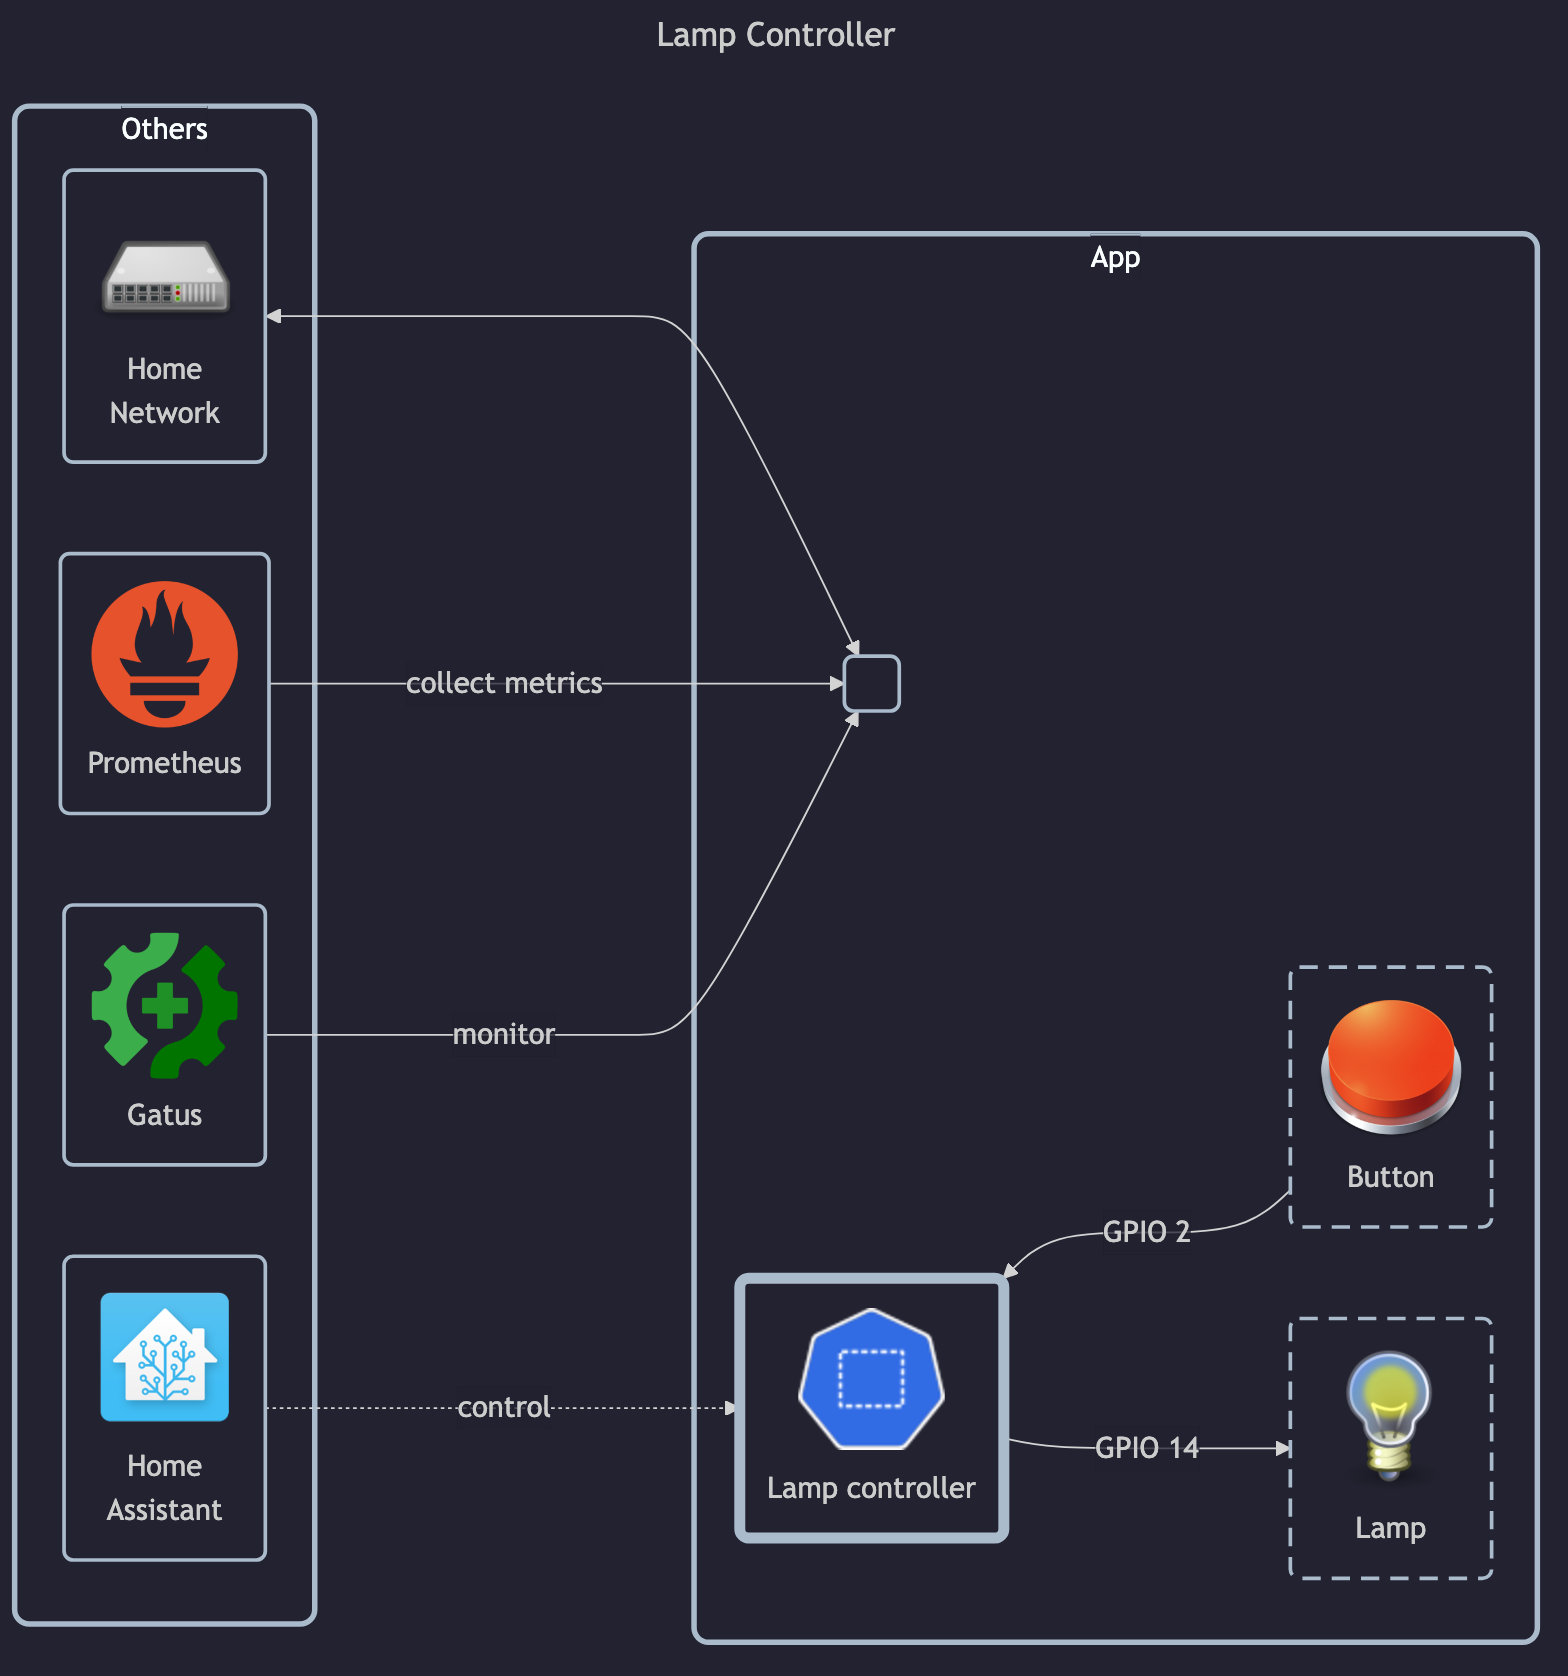 Lamp Controller
Others
Home
Network
Prometheus
Gatus
Home
Assistant
collect metrics
monitor
control
App
Button
GPIO 2
Lamp controller
GPIO 14
Lamp